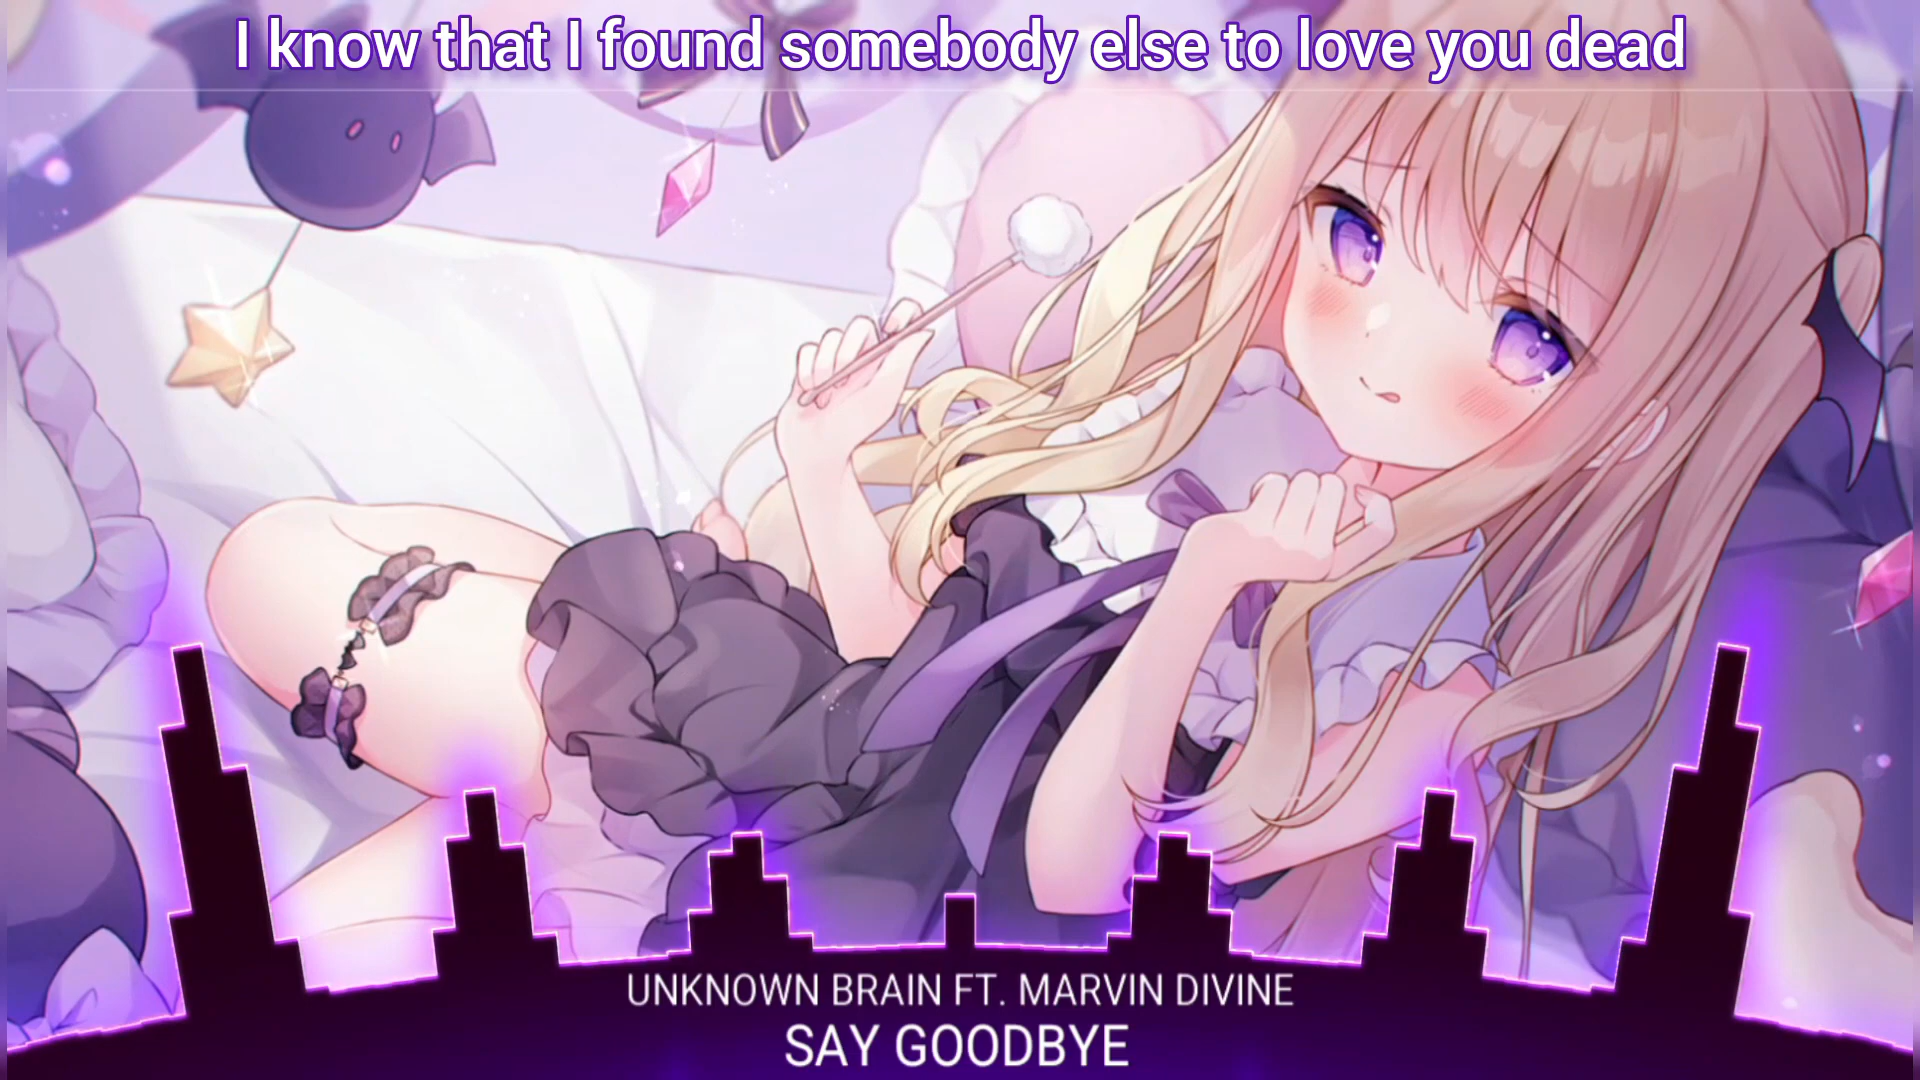 I know that I found somebody else to love you dead
UNKNOWN BRAIN FT. MARVIN DIVINE
SAY GOODBYE